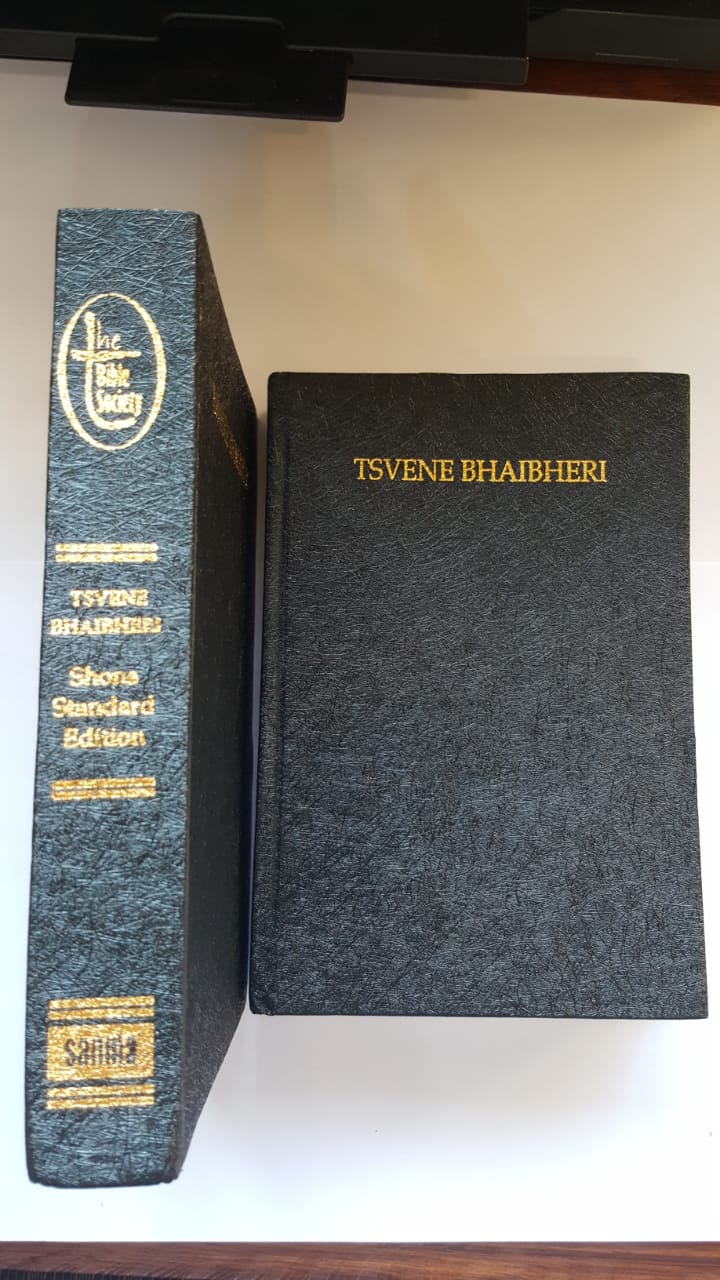 the
Bible
Society
TSVENE
BHAIBHERI
Shona
Standard
Edition
TSVENE BHAIBHERI